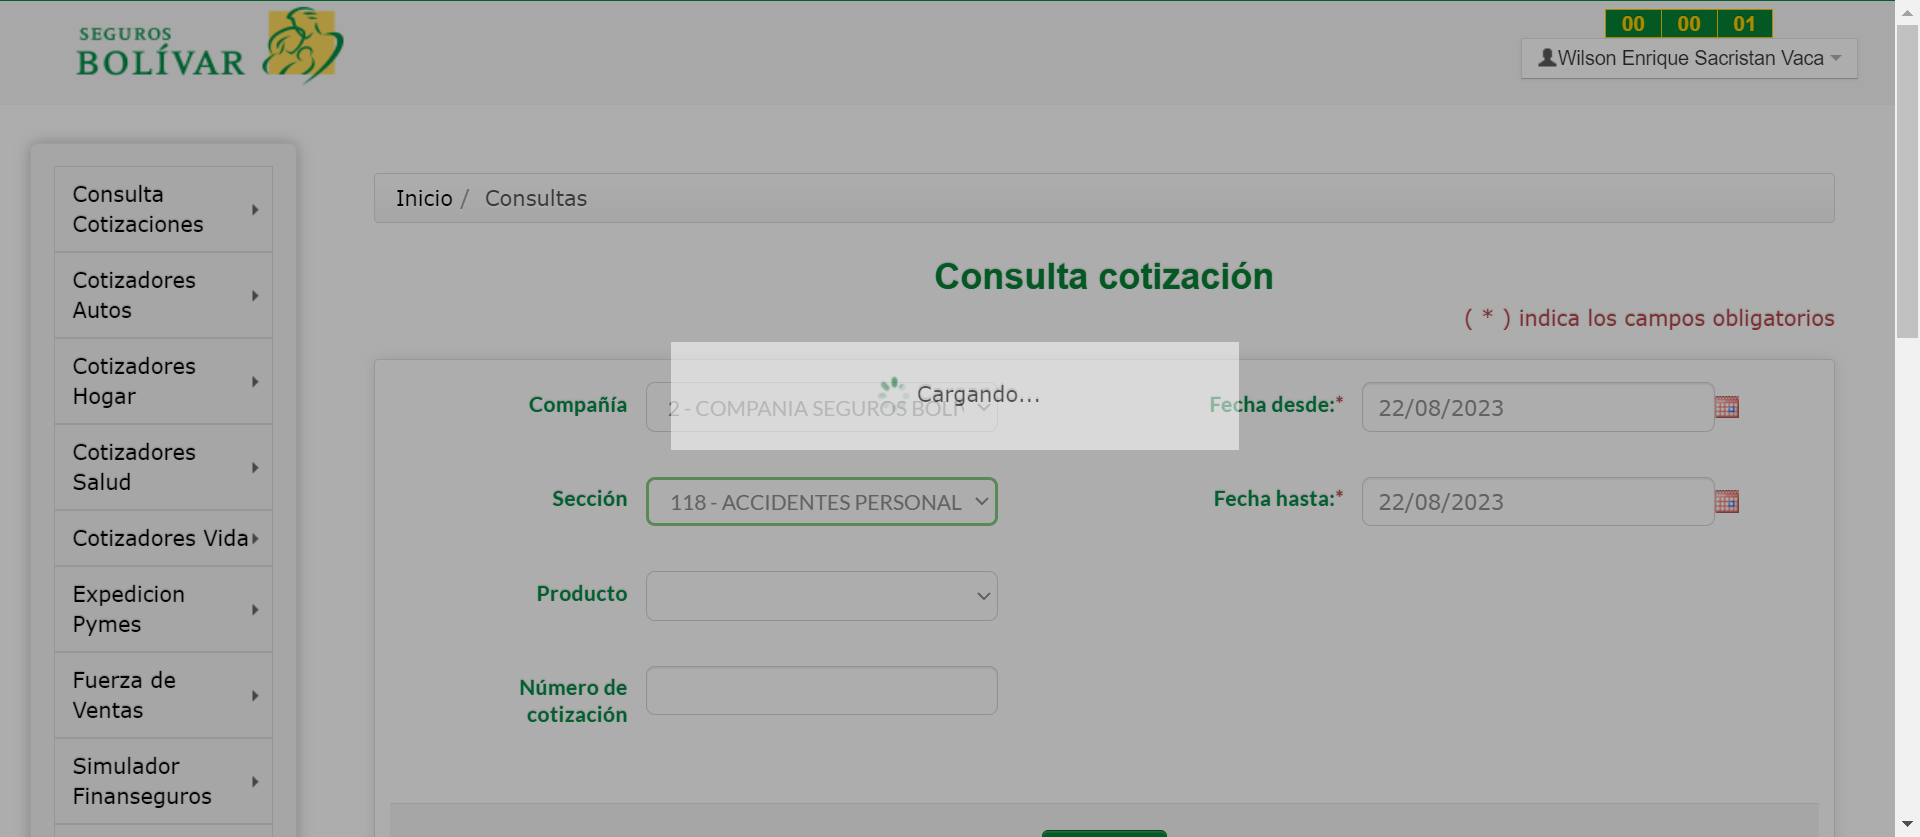 SEGUROS
BOLÍVAR
00 00 01
Wilson Enrique Sacristan Vaca
Consulta
Cotizaciones
Cotizadores
Autos
Cotizadores
Hogar
Cotizadores
Salud
Cotizadores Vida
Expedicion
Pymes
Fuerza de
Ventas
Simulador
Finanseguros
Inicio / Consultas
Consulta cotización
( * ) indica los campos obligatorios
Cargando...
Compañía 2 - COMPANIA SEGUROS BOLI
Fecha desde:* 22/08/2023
Sección 118 - ACCIDENTES PERSONAL
Fecha hasta:* 22/08/2023
Producto
Número de
cotización